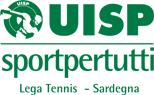 UISP
sportpertutti
Lega Tennis - Sardegna